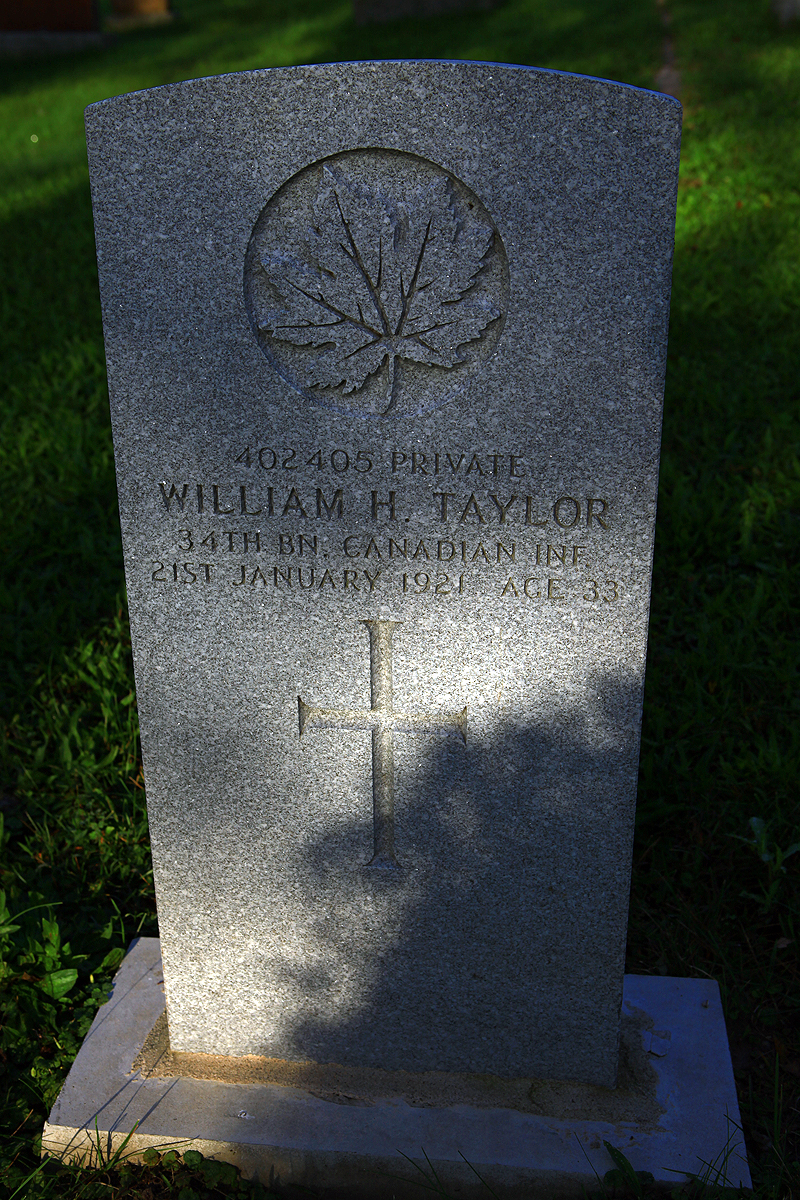 402405 PRIVATE
WILLIAM H. TAYLOR
34TH BN. CANADIAN INF.
21ST JANUARY 1921 AGE 33